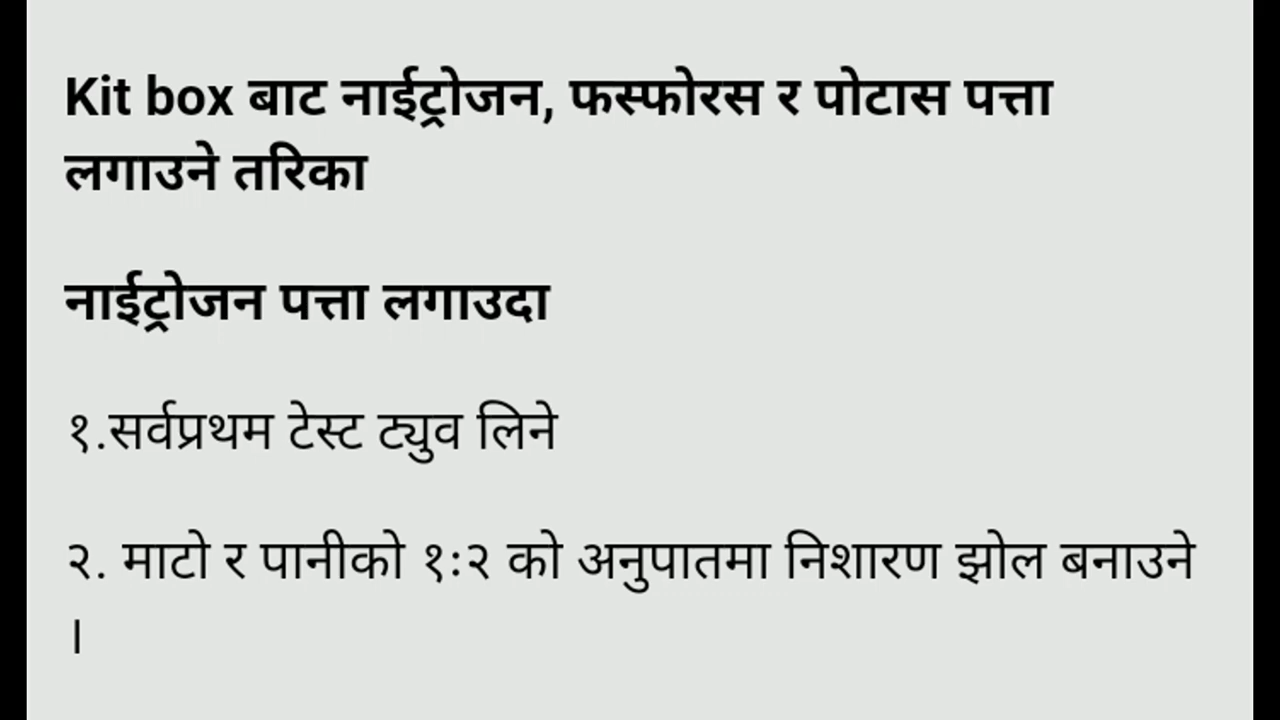 Kit box बाट नाईट्रोजन, फस्फोरस र पोटास पत्ता
लगाउने तरिका
नाईट्रोजन पत्ता लगाउदा
१.सर्वप्रथम टेस्ट ट्युव लिने
२. माटो र पानीको १ः२ को अनुपातमा निशारण झोल बनाउने
।